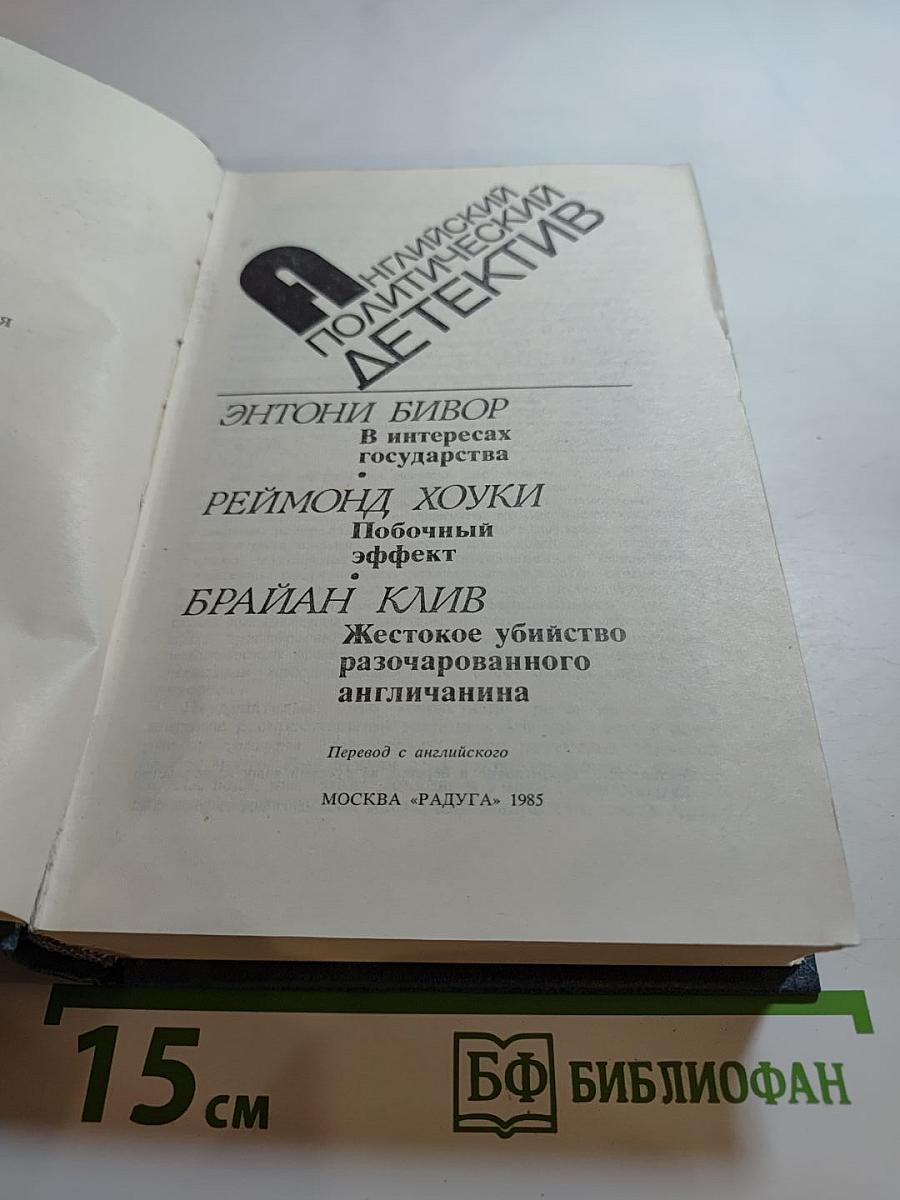 я
Английский
политический
детектив
ЭНТОНИ БИВОР
В интересах
государства
•
РЕЙМОНД ХОУКИ
Побочный
эффект
•
БРАЙАН КЛИВ
Жестокое убийство
разочарованного
англичанина
Перевод с английского
МОСКВА «РАДУГА» 1985
15 см
БФ БИБЛИОФАН